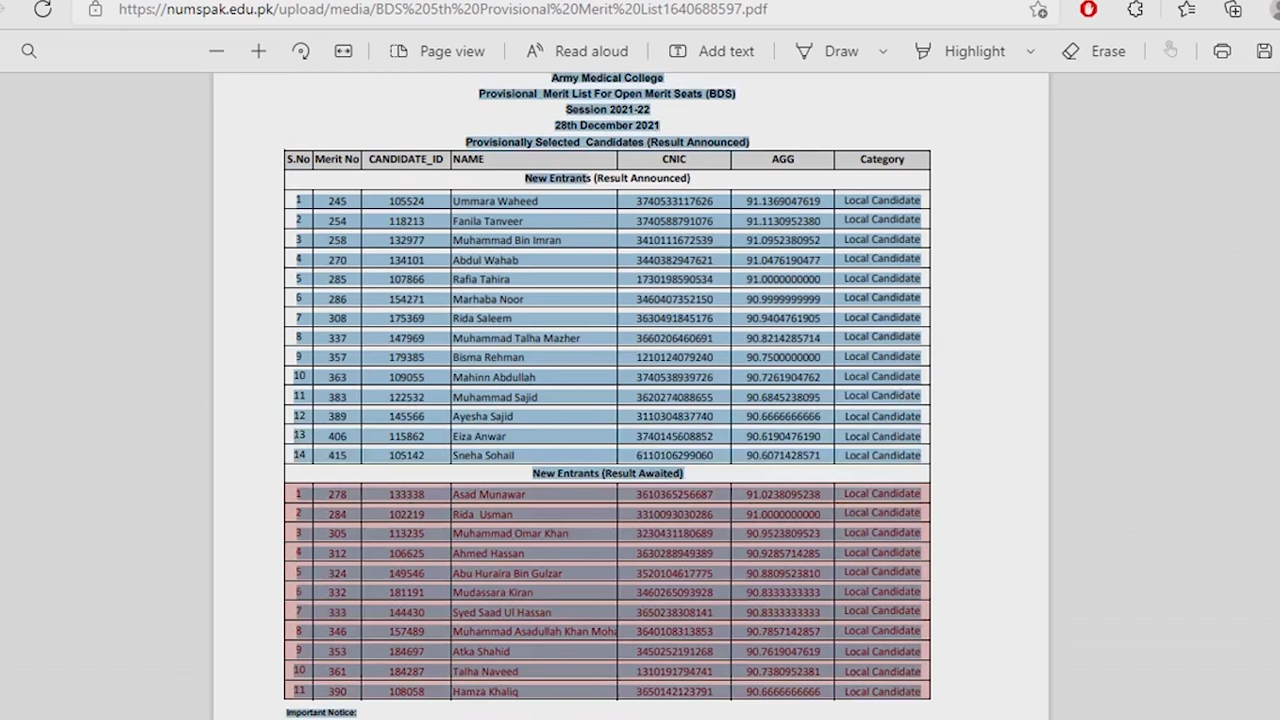 https://numspak.edu.pk/upload/media/BDS%205th%20Provisional%20Merit%20List1640688597.pdf
Page view Read aloud Add text Draw Highlight Erase
Army Medical College
Provisional Merit List For Open Merit Seats (BDS)
Session 2021-22
28th December 2021
Provisionally Selected Candidates (Result Announced)
S.No Merit No CANDIDATE_ID NAME CNIC AGG Category
New Entrants (Result Announced)
1 245 105524 Ummara Waheed 3740533117626 91.1369047619 Local Candidate
2 254 118213 Fanila Tanveer 3740588791076 91.1130952380 Local Candidate
3 258 132977 Muhammad Bin Imran 3410111672539 91.0952380952 Local Candidate
4 270 134101 Abdul Wahab 3440382947621 91.0476190477 Local Candidate
5 285 107866 Rafia Tahira 1730198590534 91.0000000000 Local Candidate
6 286 154271 Marhaba Noor 3460407352150 90.9999999999 Local Candidate
7 308 175369 Rida Saleem 3630491845176 90.9404761905 Local Candidate
8 337 147969 Muhammad Talha Mazher 3660206460691 90.8214285714 Local Candidate
9 357 179385 Bisma Rehman 1210124079240 90.7500000000 Local Candidate
10 363 109055 Mahinn Abdullah 3740538939726 90.7261904762 Local Candidate
11 383 122532 Muhammad Sajid 3620274088655 90.6845238095 Local Candidate
12 389 145566 Ayesha Sajid 3110304837740 90.6666666666 Local Candidate
13 406 115862 Eiza Anwar 3740145608852 90.6190476190 Local Candidate
14 415 105142 Sneha Sohail 6110106299060 90.6071428571 Local Candidate
New Entrants (Result Awaited)
1 278 133338 Asad Munawar 3610365256687 91.0238095238 Local Candidate
2 284 102219 Rida Usman 3310093030286 91.0000000000 Local Candidate
3 305 113235 Muhammad Omar Khan 3230431180689 90.9523809523 Local Candidate
4 312 106625 Ahmed Hassan 3630288949389 90.9285714285 Local Candidate
5 324 149546 Abu Huraira Bin Gulzar 3520104617775 90.8809523810 Local Candidate
6 332 181191 Mudassara Kiran 3460265093928 90.8333333333 Local Candidate
7 333 144430 Syed Saad Ul Hassan 3650238308141 90.8333333333 Local Candidate
8 346 157489 Muhammad Asadullah Khan Moha 3640108313853 90.7857142857 Local Candidate
9 353 184697 Atka Shahid 3450252191268 90.7619047619 Local Candidate
10 361 184287 Talha Naveed 1310191794741 90.7380952381 Local Candidate
11 390 108058 Hamza Khaliq 3650142123791 90.6666666666 Local Candidate
Important Notice: